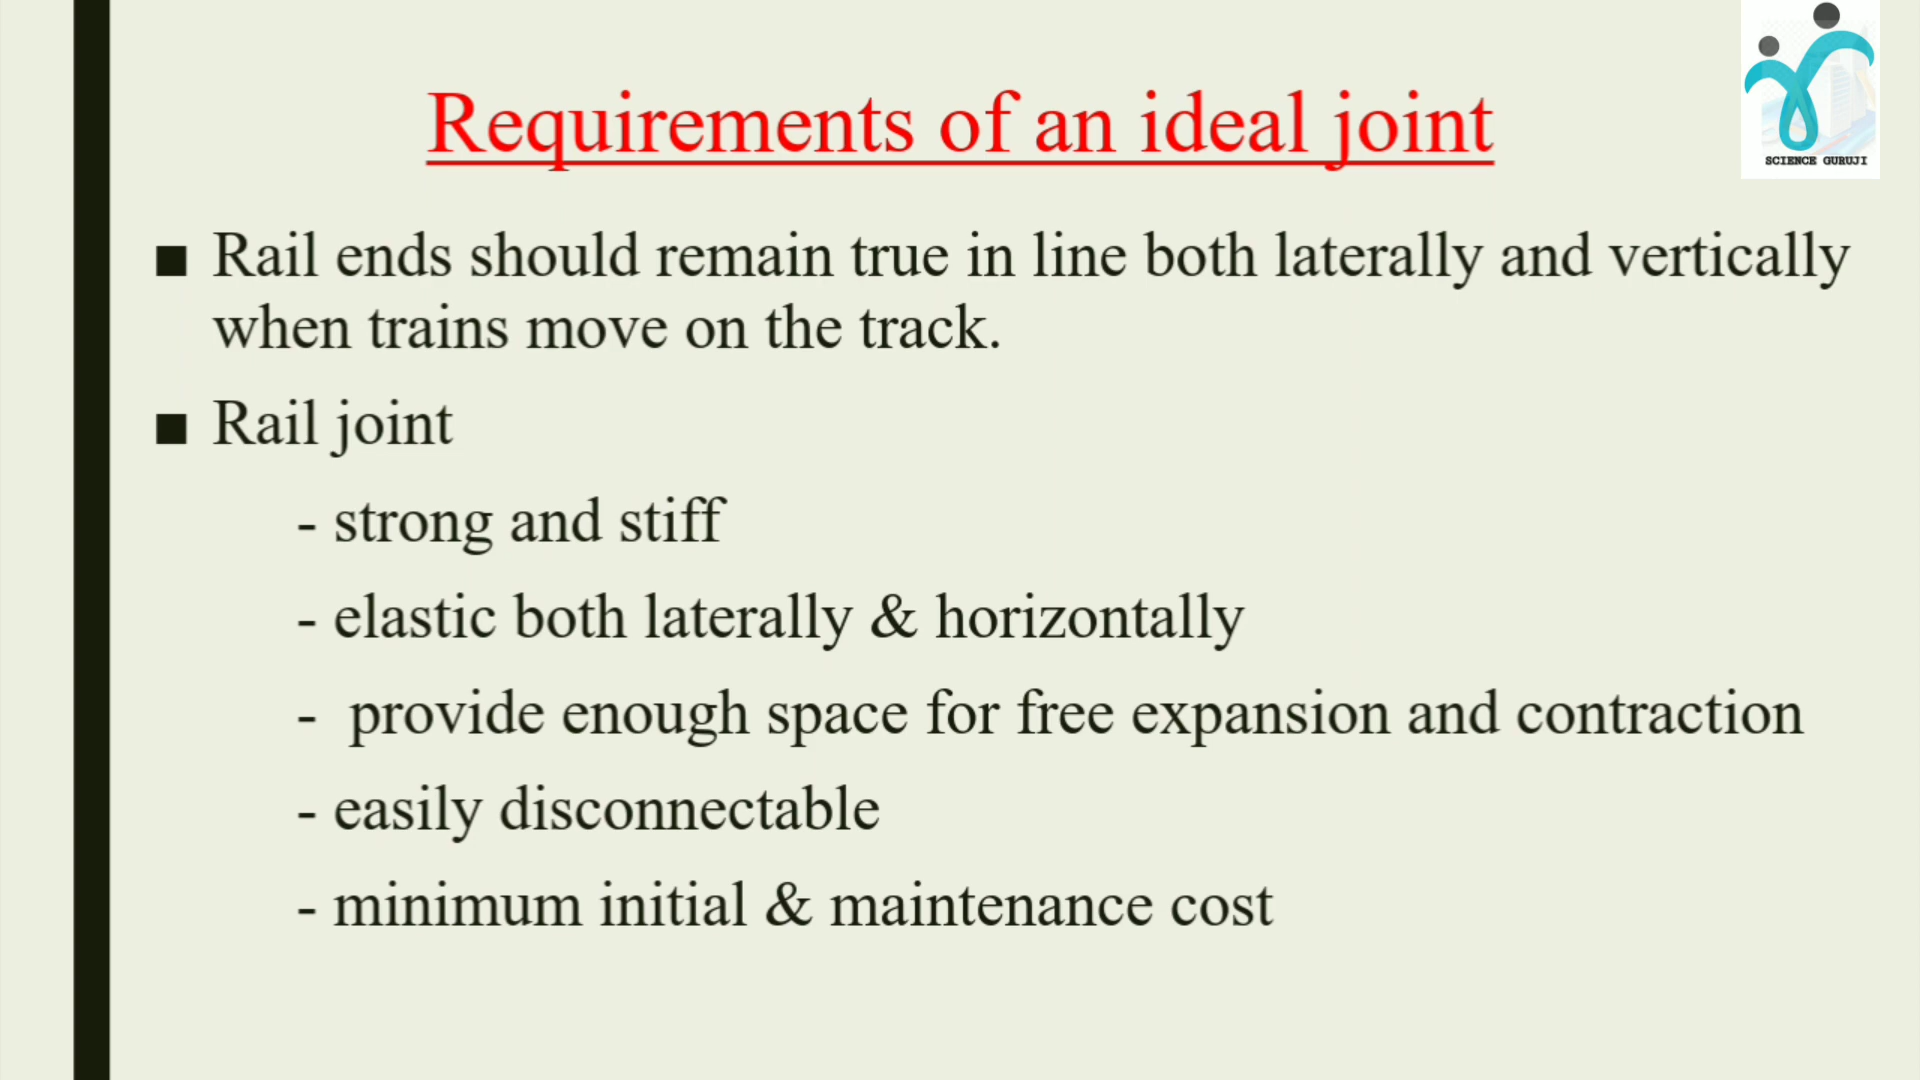 Requirements of an ideal joint
SCIENCE GURUJI
■ Rail ends should remain true in line both laterally and vertically
when trains move on the track.
■ Rail joint
- strong and stiff
- elastic both laterally & horizontally
- provide enough space for free expansion and contraction
- easily disconnectable
- minimum initial & maintenance cost